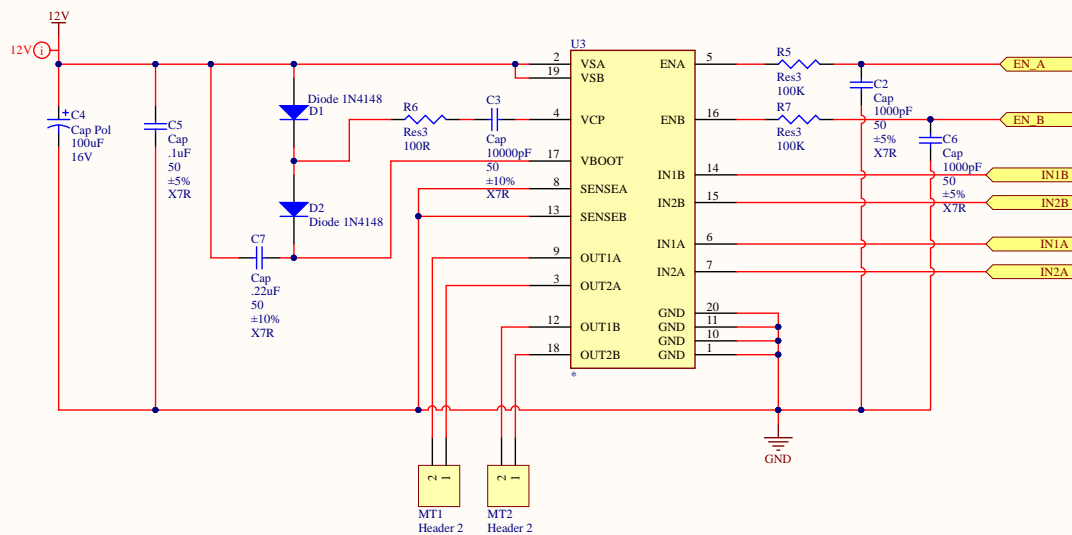 12V
12V
i
C4
Cap Pol
100uF
16V
C5
Cap
.1uF
50
±5%
X7R
Diode 1N4148
D1
D2
Diode 1N4148
C7
Cap
.22uF
50
±10%
X7R
R6
Res3
100R
C3
Cap
10000pF
50
±10%
X7R
U3
2 VSA
19 VSB
4 VCP
17 VBOOT
8 SENSEA
13 SENSEB
9 OUT1A
3 OUT2A
12 OUT1B
18 OUT2B
ENA 5
ENB 16
IN1B 14
IN2B 15
IN1A 6
IN2A 7
GND 20
GND 11
GND 10
GND 1
*
R5
Res3
100K
C2
Cap
1000pF
50
±5%
X7R
R7
Res3
100K
C6
Cap
1000pF
50
±5%
X7R
EN_A
EN_B
IN1B
IN2B
IN1A
IN2A
GND
2 1
MT1
Header 2
2 1
MT2
Header 2